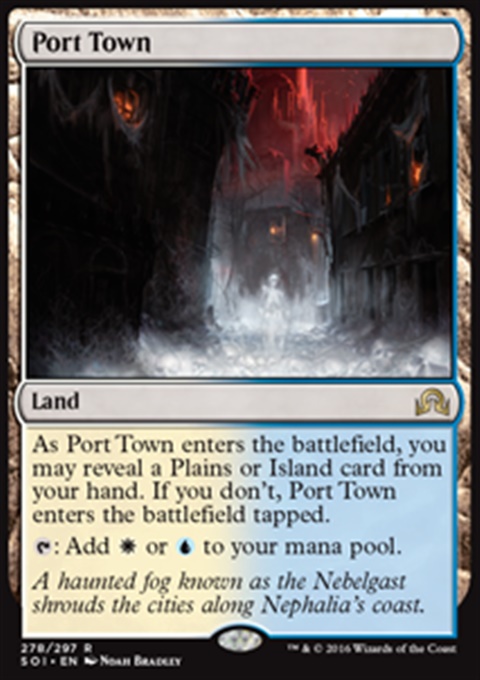 Port Town
Land
As Port Town enters the battlefield, you
may reveal a Plains or Island card from
your hand. If you don't, Port Town
enters the battlefield tapped.
: Add or to your mana pool.
A haunted fog known as the Nebelgast
shrouds the cities along Nephalia's coast.
278/297 R
SOI • EN Noah Bradley
™ & © 2016 Wizards of the Coast